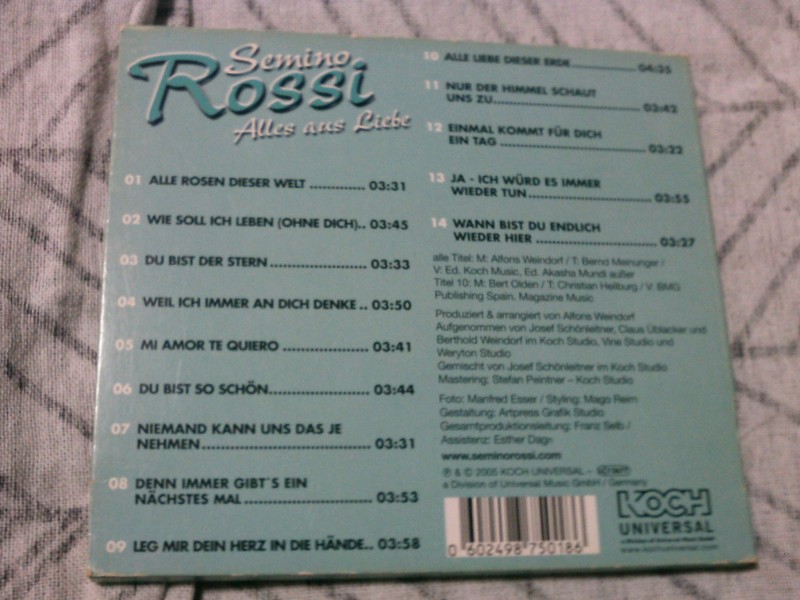 Semino
Rossi
Alles aus Liebe
01 ALLE ROSEN DIESER WELT ............. 03:31
02 WIE SOLL ICH LEBEN (OHNE DICH).. 03:45
03 DU BIST DER STERN ...................... 03:33
04 WEIL ICH IMMER AN DICH DENKE .. 03:50
05 MI AMOR TE QUIERO .................... 03:41
06 DU BIST SO SCHÖN....................... 03:44
07 NIEMAND KANN UNS DAS JE
NEHMEN....................................... 03:31
08 DENN IMMER GIBT´S EIN
NÄCHSTES MAL ............................. 03:53
09 LEG MIR DEIN HERZ IN DIE HÄNDE.. 03:58
10 ALLE LIEBE DIESER ERDE............... 04:35
11 NUR DER HIMMEL SCHAUT
UNS ZU.................................. 03:42
12 EINMAL KOMMT FÜR DICH
EIN TAG ................................. 03:22
13 JA - ICH WÜRD ES IMMER
WIEDER TUN............................ 03:55
14 WANN BIST DU ENDLICH
WIEDER HIER ........................... 03:27
alle Titel: M: Alfons Weindorf / T: Bernd Meinunger /
V: Ed. Koch Music, Ed. Akasha Mundi außer
Titel 10: M: Bert Olden / T: Christian Heilburg / V: BMG
Publishing Spain, Magazine Music
Produziert & arrangiert von Alfons Weindorf
Aufgenommen von Josef Schönleitner, Claus Üblacker und
Berthold Weindorf im Koch Studio, Vine Studio und
Weryton Studio
Gemischt von Josef Schönleitner im Koch Studio
Mastering: Stefan Peintner – Koch Studio
Foto: Manfred Esser / Styling: Mago Reim
Gestaltung: Artpress Grafik Studio
Gesamtproduktionsleitung: Franz Selb /
Assistenz: Esther Dag
www.seminorossi.com
℗ & © 2005 KOCH UNIVERSAL –
a Division of Universal Music GmbH / Germany
0 602498 750186
KOCH
UNIVERSAL
www.kochuniversal.com